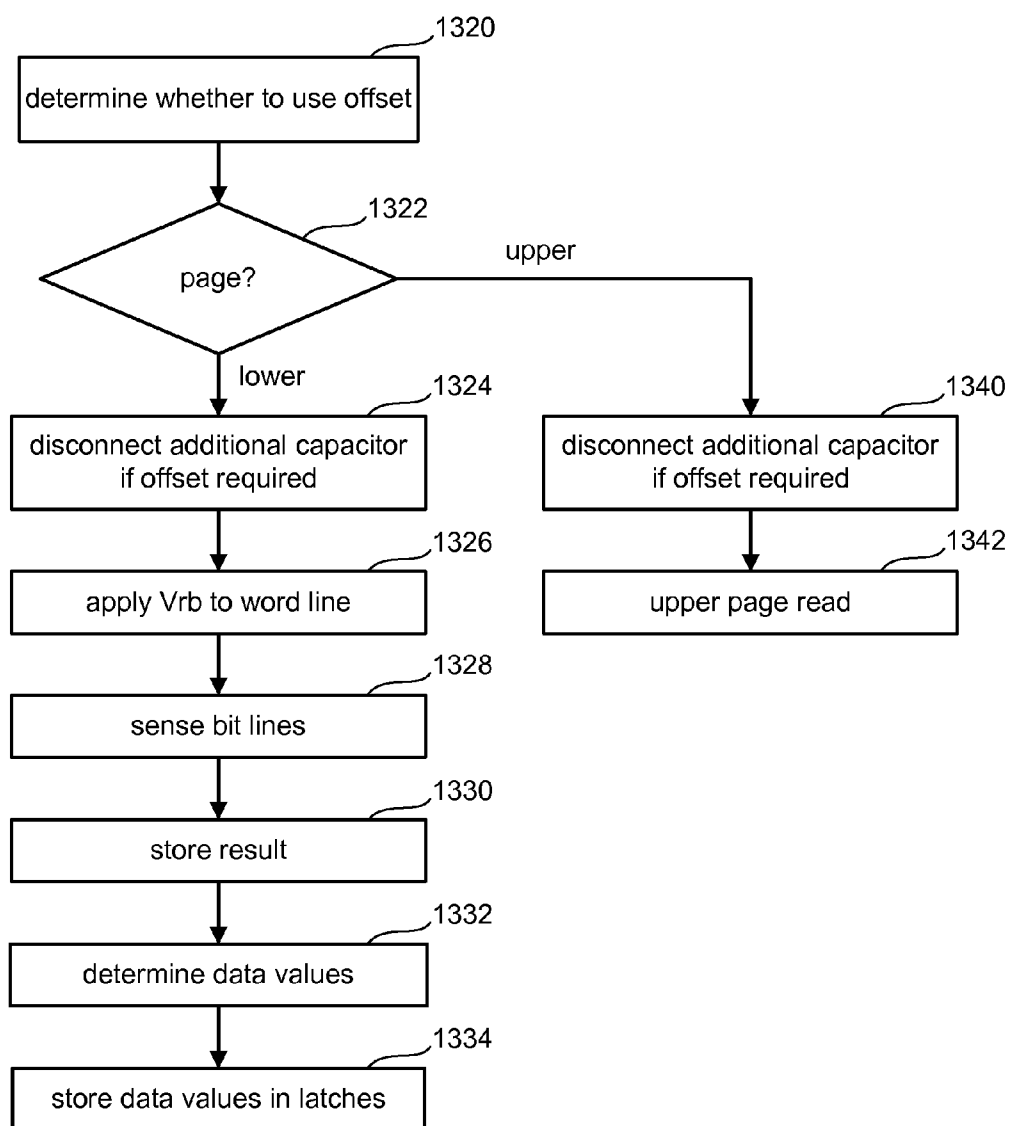 1320
determine whether to use offset
1322
page?
upper
lower
1324
disconnect additional capacitor
if offset required
1326
apply Vrb to word line
1328
sense bit lines
1330
store result
1332
determine data values
1334
store data values in latches
1340
disconnect additional capacitor
if offset required
1342
upper page read